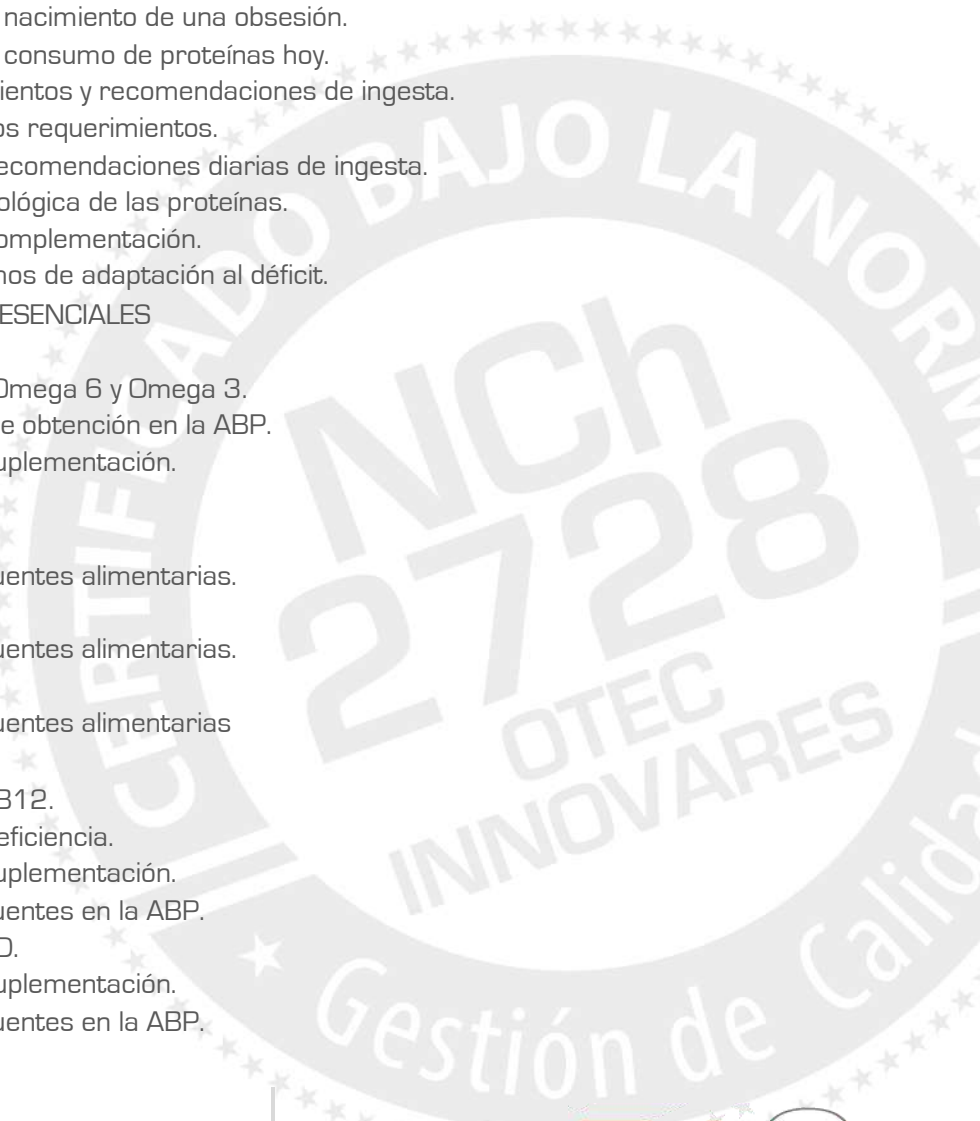 nacimiento de una obsesión.
consumo de proteínas hoy.
ientos y recomendaciones de ingesta.
os requerimientos.
ecomendaciones diarias de ingesta.
ológica de las proteínas.
omplementación.
nos de adaptación al déficit.
ESENCIALES
Omega 6 y Omega 3.
e obtención en la ABP.
uplementación.
uentes alimentarias.
uentes alimentarias.
uentes alimentarias
B12.
eficiencia.
uplementación.
uentes en la ABP.
D.
uplementación.
uentes en la ABP.
CERTIFICADO BAJO LA NORMA
NCh
2728
OTEC
INNOVARES
Gestión de Calidad